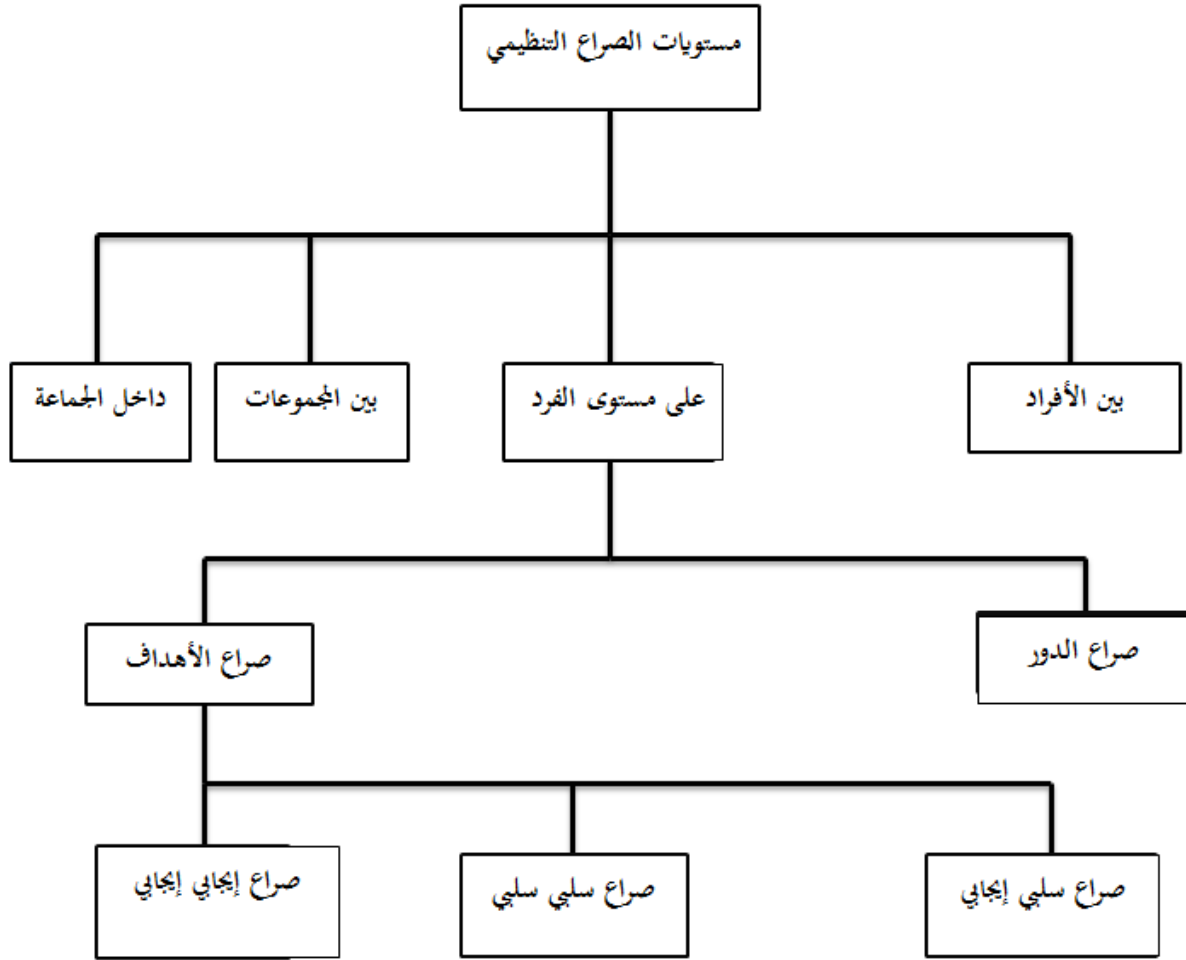 مستويات الصراع التنظيمي
بين الأفراد
على مستوى الفرد
بين المجموعات
داخل الجماعة
صراع الدور
صراع الأهداف
صراع سلبي إيجابي
صراع سلبي سلبي
صراع إيجابي إيجابي